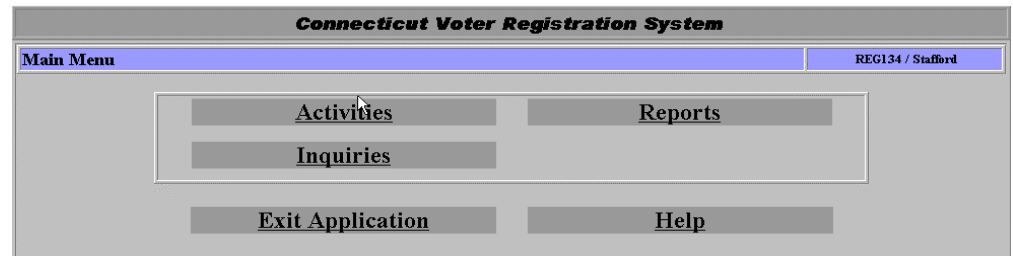 Connecticut Voter Registration System
Main Menu REG134 / Stafford
Activities Reports
Inquiries
Exit Application Help